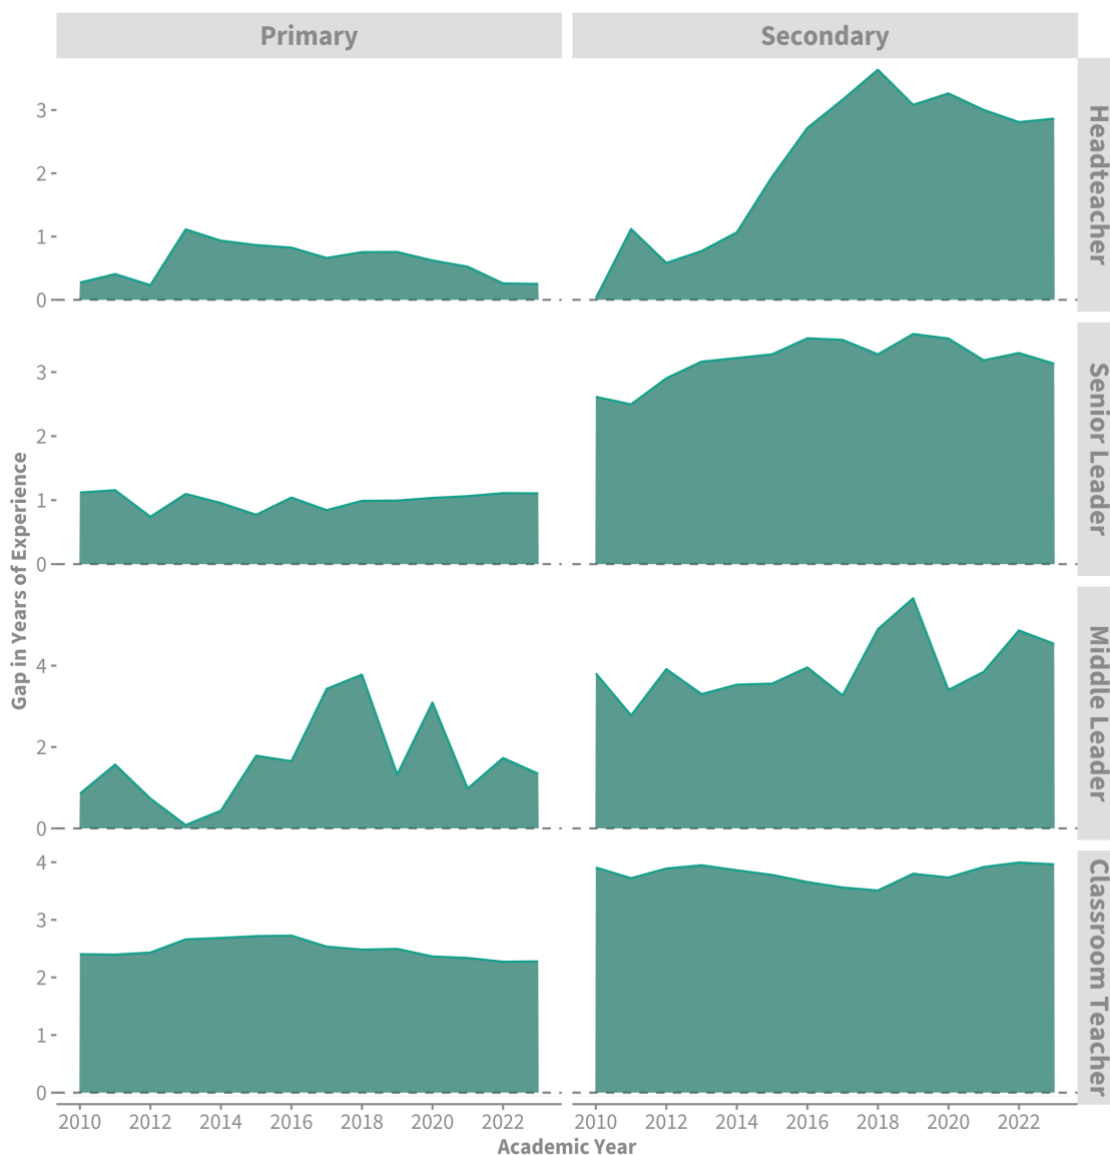 Primary
Secondary
3
2
1
0
Headteacher
3
2
1
0
Senior Leader
Gap in Years of Experience
4
2
0
Middle Leader
4
3
2
1
0
Classroom Teacher
2010 2012 2014 2016 2018 2020 2022
2010 2012 2014 2016 2018 2020 2022
Academic Year